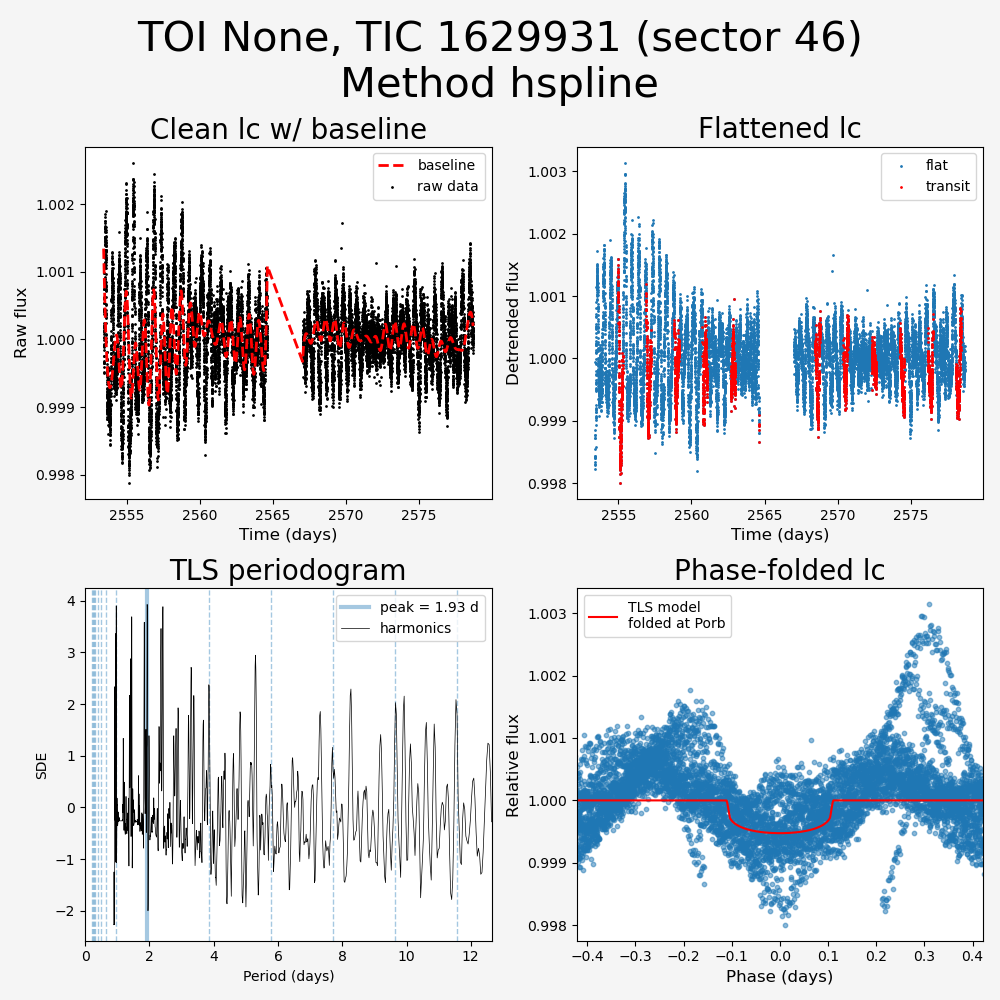 TOI None, TIC 1629931 (sector 46)
Method hspline
Clean lc w/ baseline
Flattened lc
baseline
raw data
flat
transit
1.002
1.001
1.000
0.999
0.998
Raw flux
2555 2560 2565 2570 2575
Time (days)
1.003
1.002
1.001
1.000
0.999
0.998
Detrended flux
2555 2560 2565 2570 2575
Time (days)
TLS periodogram
Phase-folded lc
peak = 1.93 d
harmonics
4
3
2
1
0
−1
−2
SDE
0 2 4 6 8 10 12
Period (days)
TLS model
folded at Porb
1.003
1.002
1.001
1.000
0.999
0.998
Relative flux
−0.4 −0.3 −0.2 −0.1 0.0 0.1 0.2 0.3 0.4
Phase (days)